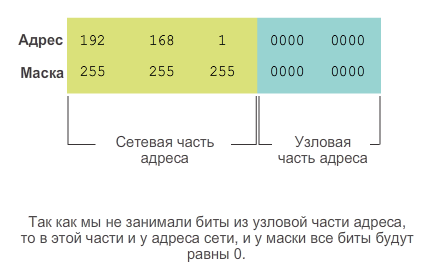 Адрес 192 168 1 0000 0000
Маска 255 255 255 0000 0000
Сетевая часть адреса
Узловая часть адреса
Так как мы не занимали биты из узловой части адреса,
то в этой части и у адреса сети, и у маски все биты будут
равны 0.